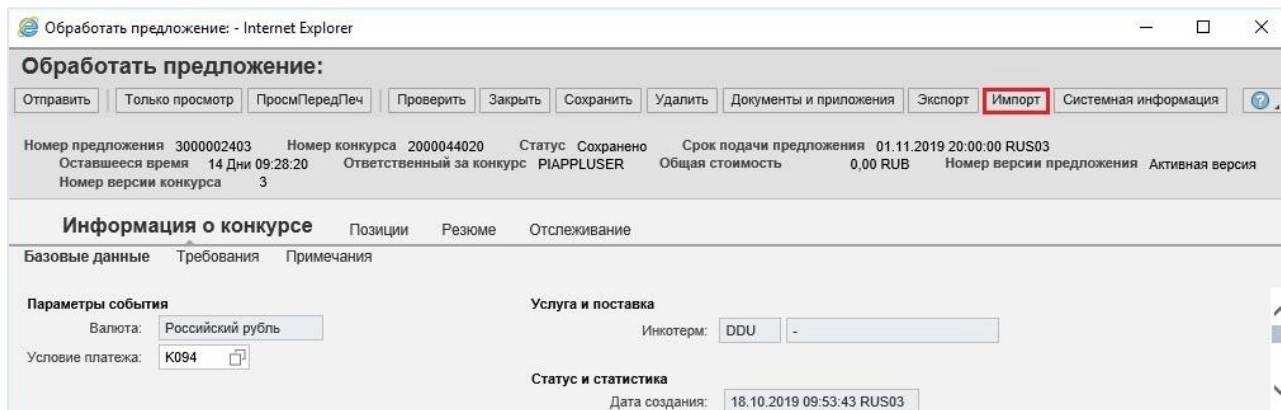 Обработать предложение: - Internet Explorer
Обработать предложение:
Отправить Только просмотр ПросмПередПеч Проверить Закрыть Сохранить Удалить Документы и приложения Экспорт Импорт Системная информация
Номер предложения 3000002403 Номер конкурса 2000044020 Статус Сохранено Срок подачи предложения 01.11.2019 20:00:00 RUS03
Оставшееся время 14 Дни 09:28:20 Ответственный за конкурс PIAPPLUSER Общая стоимость 0,00 RUB Номер версии предложения Активная версия
Номер версии конкурса 3
Информация о конкурсе Позиции Резюме Отслеживание
Базовые данные Требования Примечания
Параметры события Услуга и поставка
Валюта: Российский рубль Инкотерм: DDU -
Условие платежа: K094
Статус и статистика
Дата создания: 18.10.2019 09:53:43 RUS03